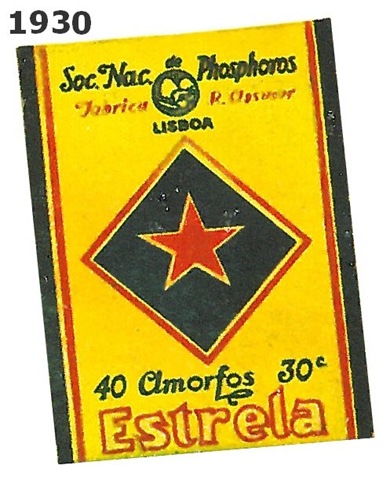 1930
Soc. Nac. de Phosphoros
Fabrica R.
LISBOA
40 Amorfos 30c
Estrela